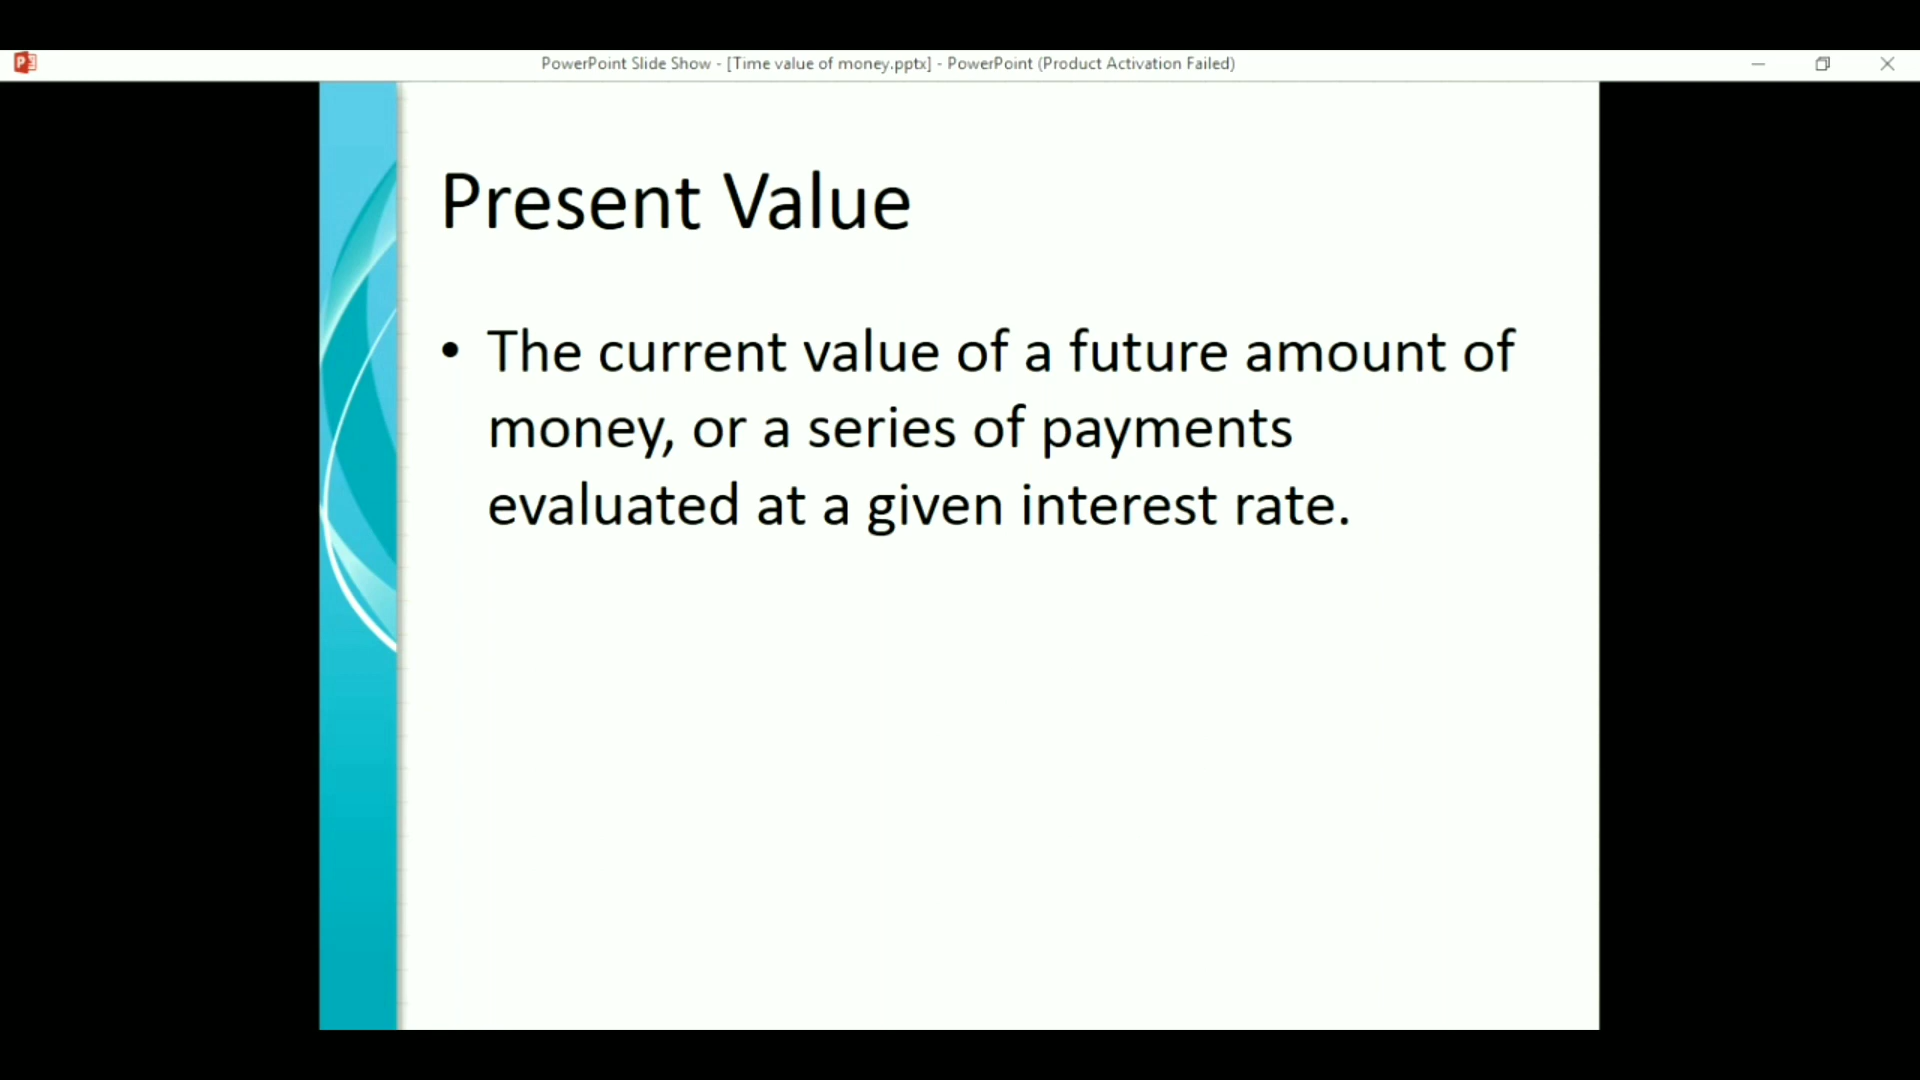 PowerPoint Slide Show - [Time value of money.pptx] - PowerPoint (Product Activation Failed)
Present Value
• The current value of a future amount of
money, or a series of payments
evaluated at a given interest rate.